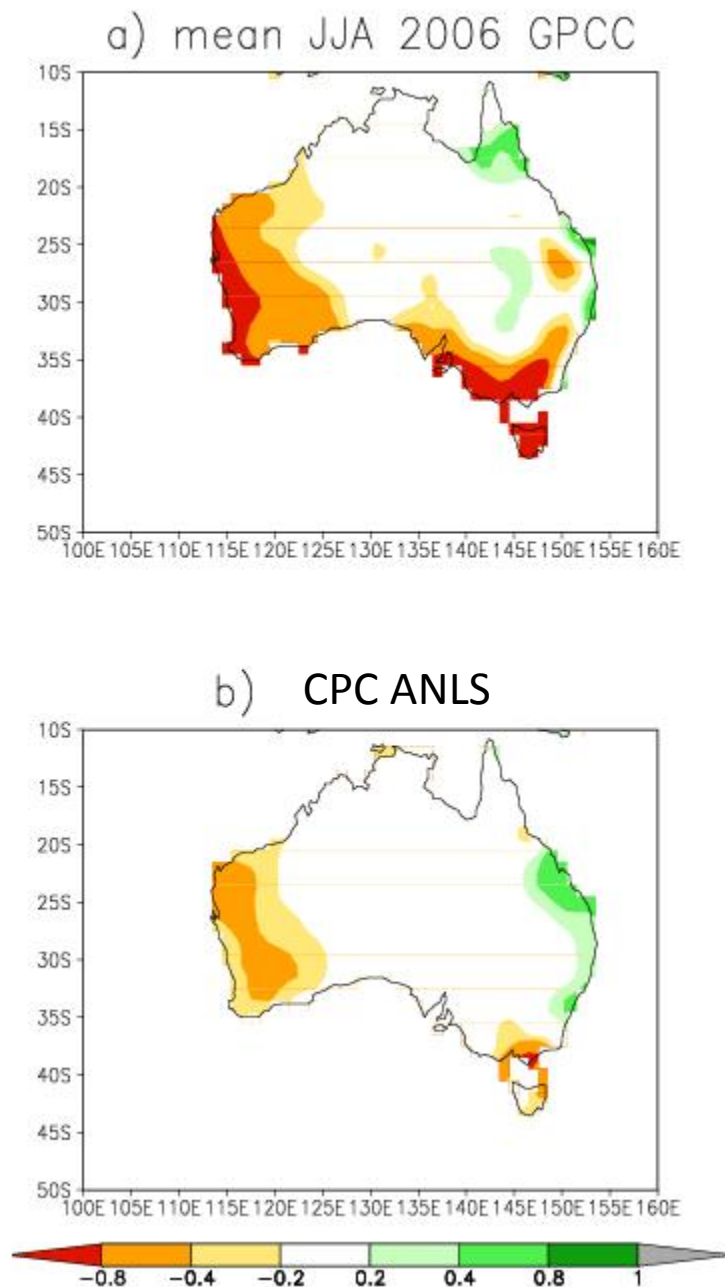 a) mean JJA 2006 GPCC
10S
15S
20S
25S
30S
35S
40S
45S
50S
100E 105E 110E 115E 120E 125E 130E 135E 140E 145E 150E 155E 160E
b) CPC ANLS
10S
15S
20S
25S
30S
35S
40S
45S
50S
100E 105E 110E 115E 120E 125E 130E 135E 140E 145E 150E 155E 160E
-0.8 -0.4 -0.2 0.2 0.4 0.8 1